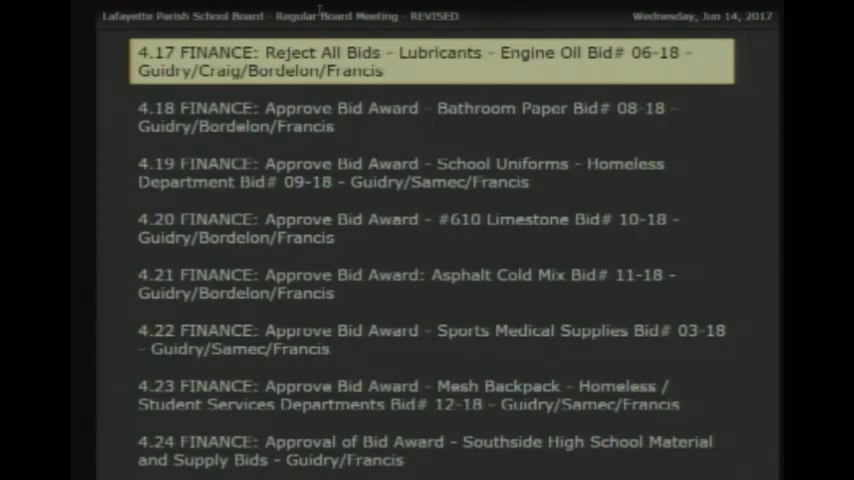 Lafayette Parish School Board - Regular Board Meeting - REVISED
Wednesday, Jun 14, 2017
4.17 FINANCE: Reject All Bids - Lubricants - Engine Oil Bid# 06-18 -
Guidry/Craig/Bordelon/Francis
4.18 FINANCE: Approve Bid Award - Bathroom Paper Bid# 08-18 -
Guidry/Bordelon/Francis
4.19 FINANCE: Approve Bid Award - School Uniforms - Homeless
Department Bid# 09-18 - Guidry/Samec/Francis
4.20 FINANCE: Approve Bid Award - #610 Limestone Bid# 10-18 -
Guidry/Bordelon/Francis
4.21 FINANCE: Approve Bid Award: Asphalt Cold Mix Bid# 11-18 -
Guidry/Bordelon/Francis
4.22 FINANCE: Approve Bid Award - Sports Medical Supplies Bid# 03-18
- Guidry/Samec/Francis
4.23 FINANCE: Approve Bid Award - Mesh Backpack - Homeless /
Student Services Departments Bid# 12-18 - Guidry/Samec/Francis
4.24 FINANCE: Approval of Bid Award - Southside High School Material
and Supply Bids - Guidry/Francis